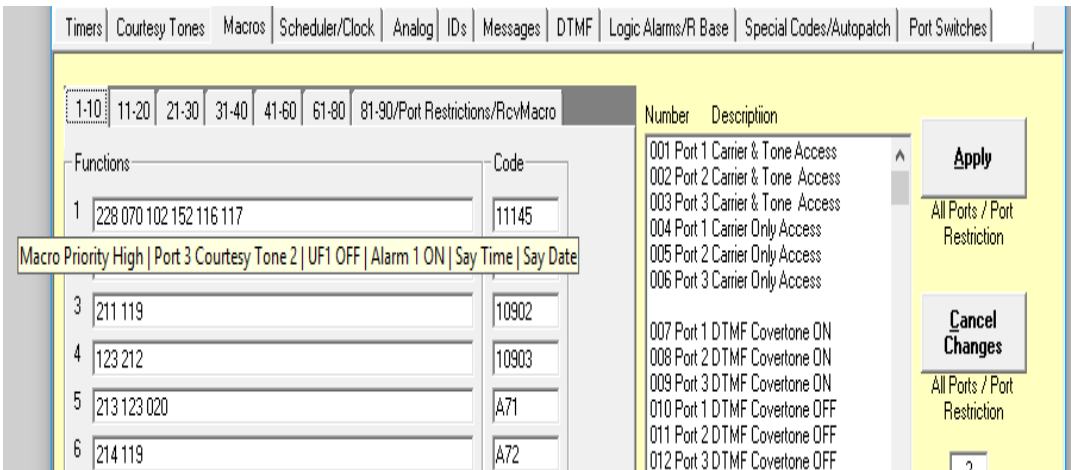 Timers Courtesy Tones Macros Scheduler/Clock Analog IDs Messages DTMF Logic Alarms/R Base Special Codes/Autopatch Port Switches
1-10 11-20 21-30 31-40 41-60 61-80 81-90/Port Restrictions/RcvMacro
Functions Code
1 228 070 102 152 116 117 11145
Macro Priority High | Port 3 Courtesy Tone 2 | UF1 OFF | Alarm 1 ON | Say Time | Say Date
3 211 119 10902
4 123 212 10903
5 213 123 020 A71
6 214 119 A72
Number Descriptiion
001 Port 1 Carrier & Tone Access
002 Port 2 Carrier & Tone Access
003 Port 3 Carrier & Tone Access
004 Port 1 Carrier Only Access
005 Port 2 Carrier Only Access
006 Port 3 Carrier Only Access
007 Port 1 DTMF Covertone ON
008 Port 2 DTMF Covertone ON
009 Port 3 DTMF Covertone ON
010 Port 1 DTMF Covertone OFF
011 Port 2 DTMF Covertone OFF
012 Port 3 DTMF Covertone OFF
Apply
All Ports / Port
Restriction
Cancel
Changes
All Ports / Port
Restriction